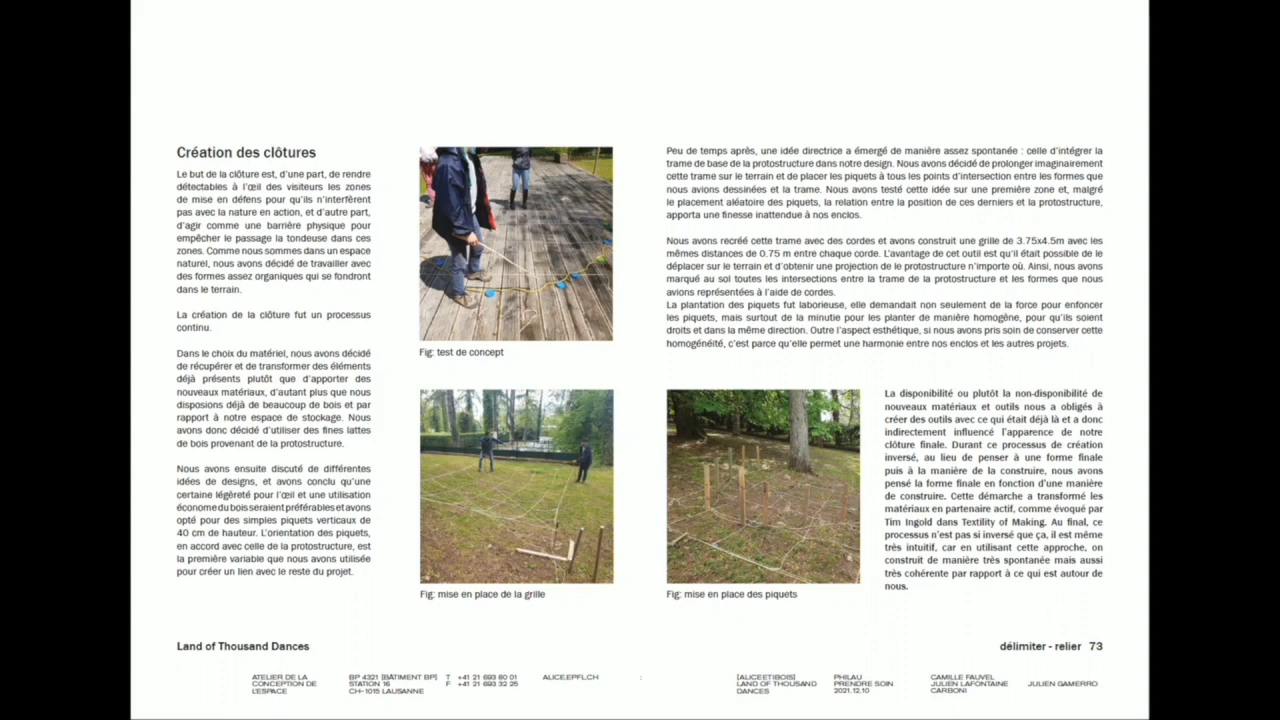 Création des clôtures
Le but de la clôture est, d'une part, de rendre
détectables à l'œil des visiteurs les zones
de mise en défens pour qu'ils n'interfèrent
pas avec la nature en action, et d'autre part,
d'agir comme une barrière physique pour
empêcher le passage la tondeuse dans ces
zones. Comme nous sommes dans un espace
naturel, nous avons décidé de travailler avec
des formes assez organiques qui se fondront
dans le terrain.
La création de la clôture fut un processus
continu.
Dans le choix du matériel, nous avons décidé
de récupérer et de transformer des éléments
déjà présents plutôt que d'apporter des
nouveaux matériaux, d'autant plus que nous
disposions déjà de beaucoup de bois et par
rapport à notre espace de stockage. Nous
avons donc décidé d'utiliser des fines lattes
de bois provenant de la protostructure.
Nous avons ensuite discuté de différentes
idées de designs, et avons conclu qu'une
certaine légèreté pour l'œil et une utilisation
économe du bois seraient préférables et avons
opté pour des simples piquets verticaux de
40 cm de hauteur. L'orientation des piquets,
en accord avec celle de la protostructure, est
la première variable que nous avons utilisée
pour créer un lien avec le reste du projet.
Fig: test de concept
Fig: mise en place de la grille
Peu de temps après, une idée directrice a émergé de manière assez spontanée : celle d'intégrer la
trame de base de la protostructure dans notre design. Nous avons décidé de prolonger imaginairement
cette trame sur le terrain et de placer les piquets à tous les points d'intersection entre les formes que
nous avions dessinées et la trame. Nous avons testé cette idée sur une première zone et, malgré
le placement aléatoire des piquets, la relation entre la position de ces derniers et la protostructure,
apporta une finesse inattendue à nos enclos.
Nous avons recréé cette trame avec des cordes et avons construit une grille de 3.75x4.5m avec les
mêmes distances de 0.75 m entre chaque corde. L'avantage de cet outil est qu'il était possible de le
déplacer sur le terrain et d'obtenir une projection de le protostructure n'importe où. Ainsi, nous avons
marqué au sol toutes les intersections entre la trame de la protostructure et les formes que nous
avions représentées à l'aide de cordes.
La plantation des piquets fut laborieuse, elle demandait non seulement de la force pour enfoncer
les piquets, mais surtout de la minutie pour les planter de manière homogène, pour qu'ils soient
droits et dans la même direction. Outre l'aspect esthétique, si nous avons pris soin de conserver cette
homogénéité, c'est parce qu'elle permet une harmonie entre nos enclos et les autres projets.
Fig: mise en place des piquets
La disponibilité ou plutôt la non-disponibilité de
nouveaux matériaux et outils nous a obligés à
créer des outils avec ce qui était déjà là et a donc
indirectement influencé l'apparence de notre
clôture finale. Durant ce processus de création
inversé, au lieu de penser à une forme finale
puis à la manière de la construire, nous avons
pensé la forme finale en fonction d'une manière
de construire. Cette démarche a transformé les
matériaux en partenaire actif, comme évoqué par
Tim Ingold dans Textility of Making. Au final, ce
processus n'est pas si inversé que ça, il est même
très intuitif, car en utilisant cette approche, on
construit de manière très spontanée mais aussi
très cohérente par rapport à ce qui est autour de
nous.
Land of Thousand Dances
délimiter - relier 73
ATELIER DE LA
CONCEPTION DE
L'ESPACE
BP 4321 [BÂTIMENT BP]
STATION 16
CH-1015 LAUSANNE
T +41 21 693 80 01
F +41 21 693 32 25
ALICE.EPFL.CH
[ALICE ET IBOIS]
LAND OF THOUSAND
DANCES
PHILAU
PRENDRE SOIN
2021.12.10
CAMILLE FAUVEL
JULIEN LAFONTAINE
CARBONI
JULIEN GAMERRO